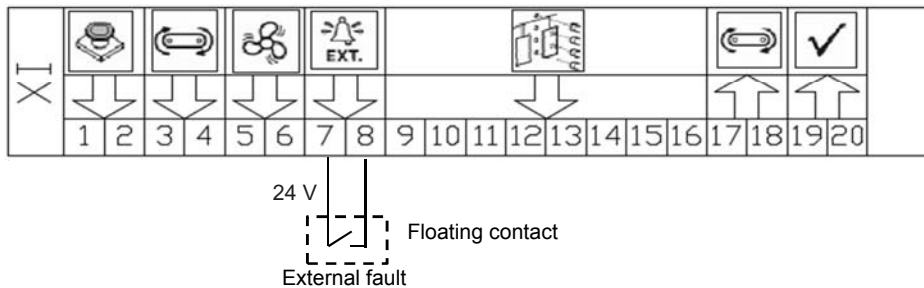 EXT.
XI
1 2 3 4 5 6 7 8 9 10 11 12 13 14 15 16 17 18 19 20
24 V
Floating contact
External fault